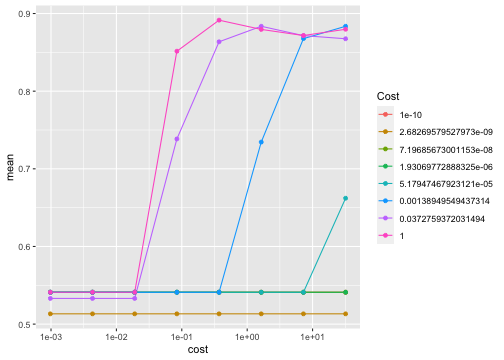 0.9
0.8
0.7
0.6
0.5
mean
1e-03
1e-02
1e-01
1e+00
1e+01
cost
Cost
1e-10
2.68269579527973e-09
7.19685673001153e-08
1.93069772888325e-06
5.17947467923121e-05
0.00138949549437314
0.0372759372031494
1